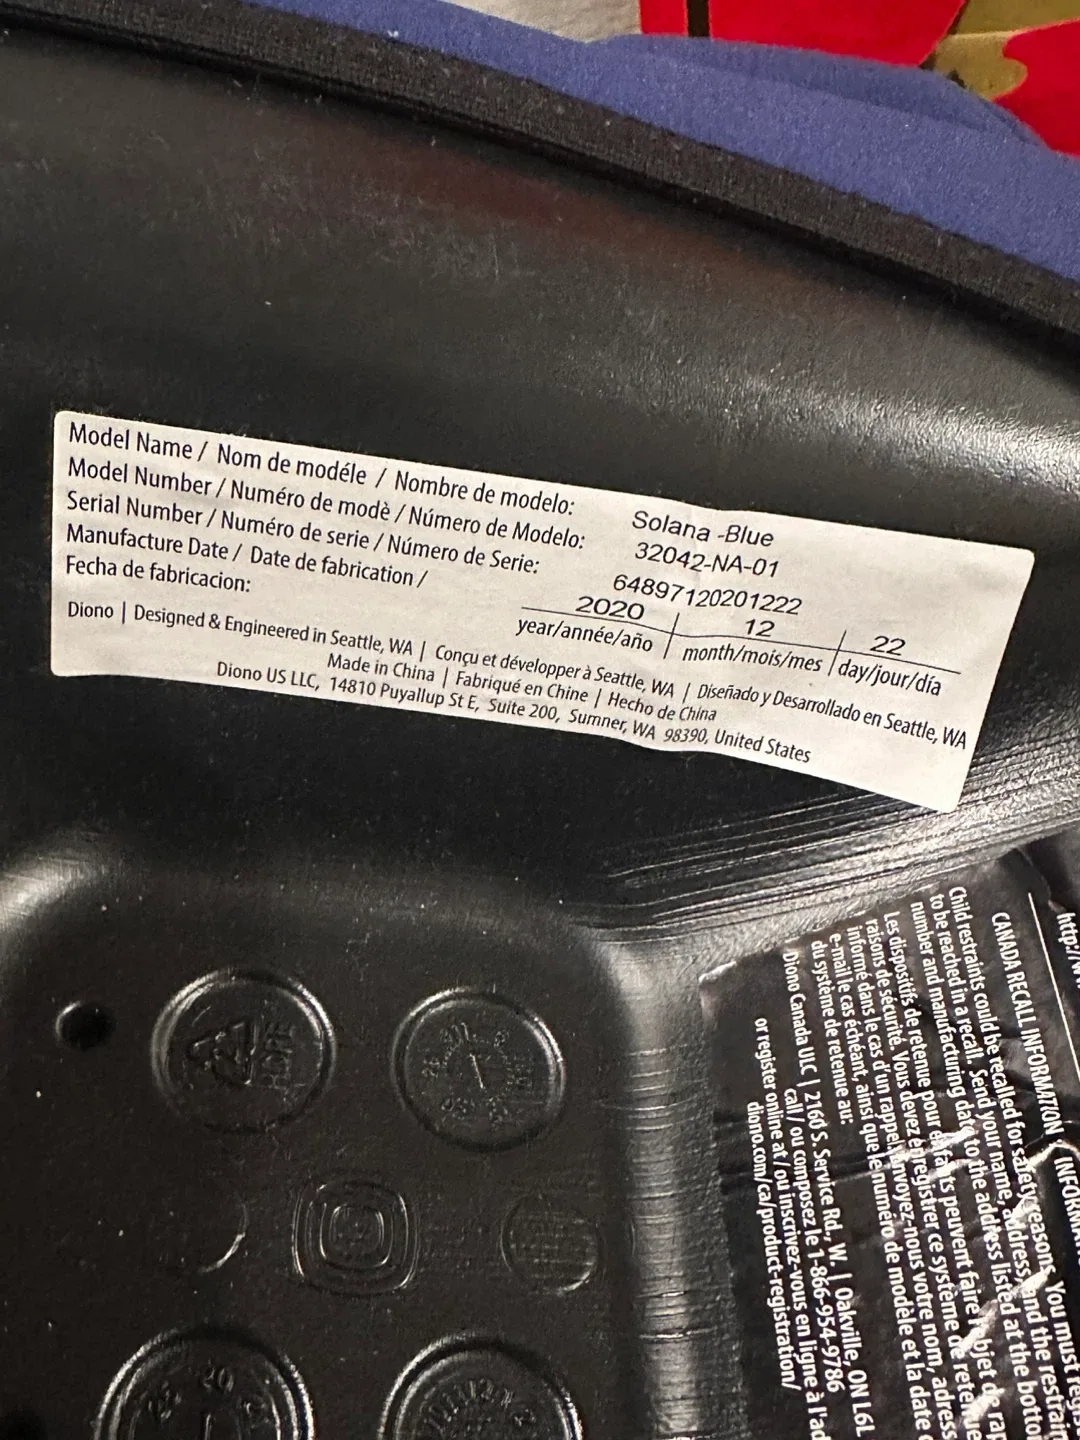 Model Name / Nom de modéle / Nombre de modelo: Solana -Blue
Model Number / Numéro de modè / Número de Modelo: 32042-NA-01
Serial Number / Numéro de serie / Número de Serie: 64897120201222
Manufacture Date / Date de fabrication / 2020 12 22
Fecha de fabricacion: year/année/año month/mois/mes day/jour/día
Diono | Designed & Engineered in Seattle, WA | Conçu et développer à Seattle, WA | Diseñado y Desarrollado en Seattle, WA
Made in China | Fabriqué en Chine | Hecho de China
Diono US LLC, 14810 Puyallup St E, Suite 200, Sumner, WA 98390, United States
CANADA RECALL INFORMATION
Child restraints could be recalled for safety reasons. You must
to be reached in a recall. Send your name, address, and the
number and manufacturing date to the address listed at the
Les dispositifs de retenue pour enfants peuvent faire l'objet de
raisons de sécurité. Vous devez enregistrer ce système de retenue
informé dans le cas d'un rappel. Envoyez-nous votre nom,
e-mail le cas échéant, ainsi que le numéro de modèle et la date
du système de retenue au:
Diono Canada ULC | 2160 S. Service Rd., W. | Oakville, ON L6L
call / ou composez le 1-866-954-9786
or register online at / ou inscrivez-vous en ligne à
diono.com/ca/product-registration/